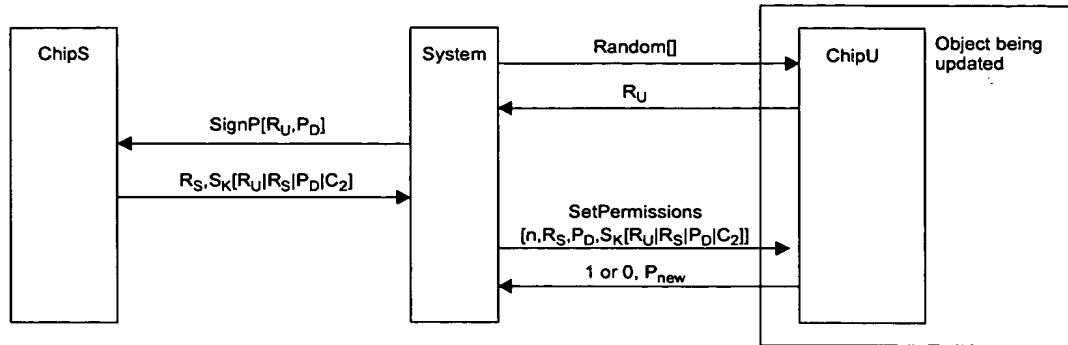 ChipS
System
ChipU
Object being
updated
Random[]
R_U
SignP[R_U,P_D]
R_S,S_K[R_U|R_S|P_D|C_2]
SetPermissions
[n,R_S,P_D,S_K[R_U|R_S|P_D|C_2]]
1 or 0, P_new